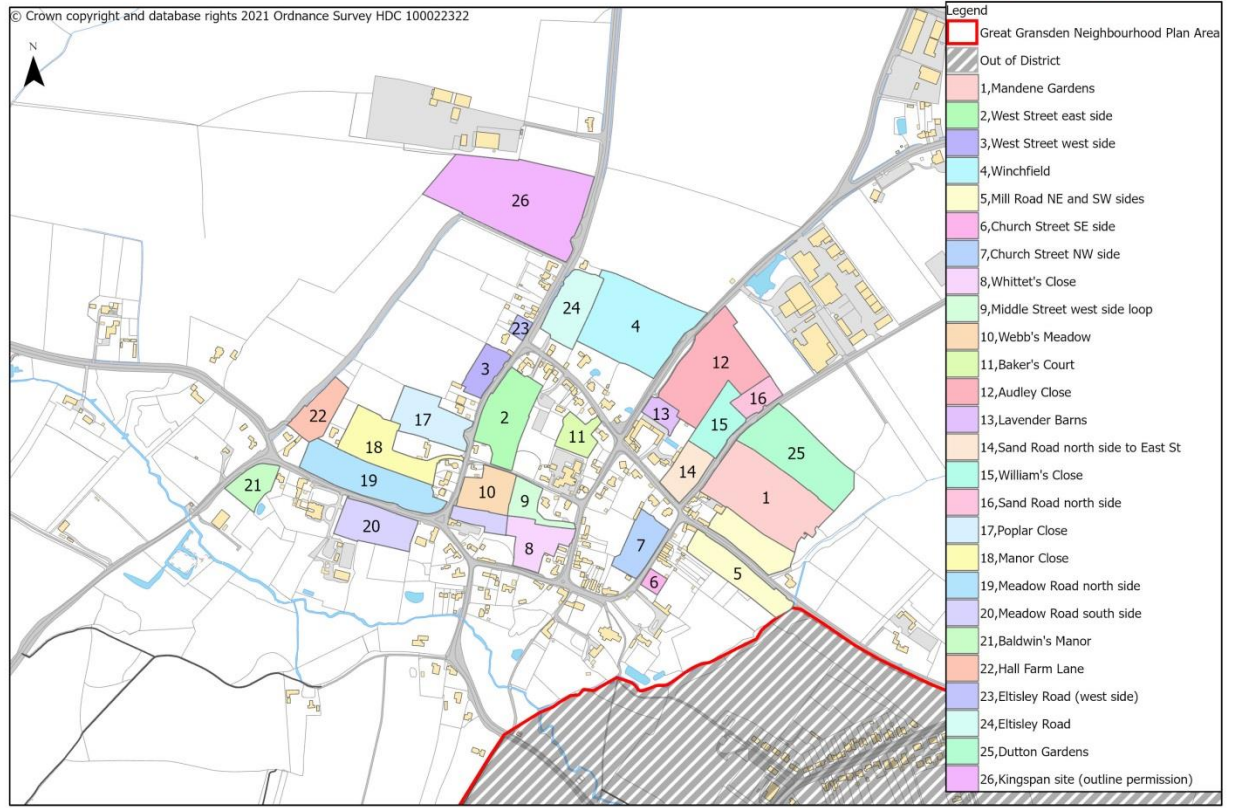 © Crown copyright and database rights 2021 Ordnance Survey HDC 100022322
N
26
24
4
23
3
12
16
13
2
15
17
22
11
18
25
14
10
19
21
9
1
20
8
7
5
6
Legend
Great Gransden Neighbourhood Plan Area
Out of District
1,Mandene Gardens
2,West Street east side
3,West Street west side
4,Winchfield
5,Mill Road NE and SW sides
6,Church Street SE side
7,Church Street NW side
8,Whittet's Close
9,Middle Street west side loop
10,Webb's Meadow
11,Baker's Court
12,Audley Close
13,Lavender Barns
14,Sand Road north side to East St
15,William's Close
16,Sand Road north side
17,Poplar Close
18,Manor Close
19,Meadow Road north side
20,Meadow Road south side
21,Baldwin's Manor
22,Hall Farm Lane
23,Eltisley Road (west side)
24,Eltisley Road
25,Dutton Gardens
26,Kingspan site (outline permission)